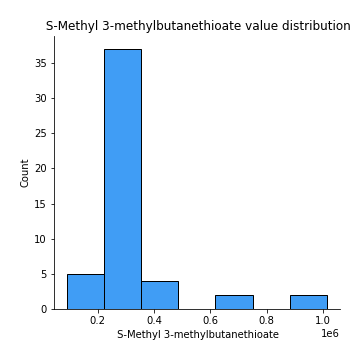 S-Methyl 3-methylbutanethioate value distribution
Count
35
30
25
20
15
10
5
0
0.2 0.4 0.6 0.8 1.0
1e6
S-Methyl 3-methylbutanethioate